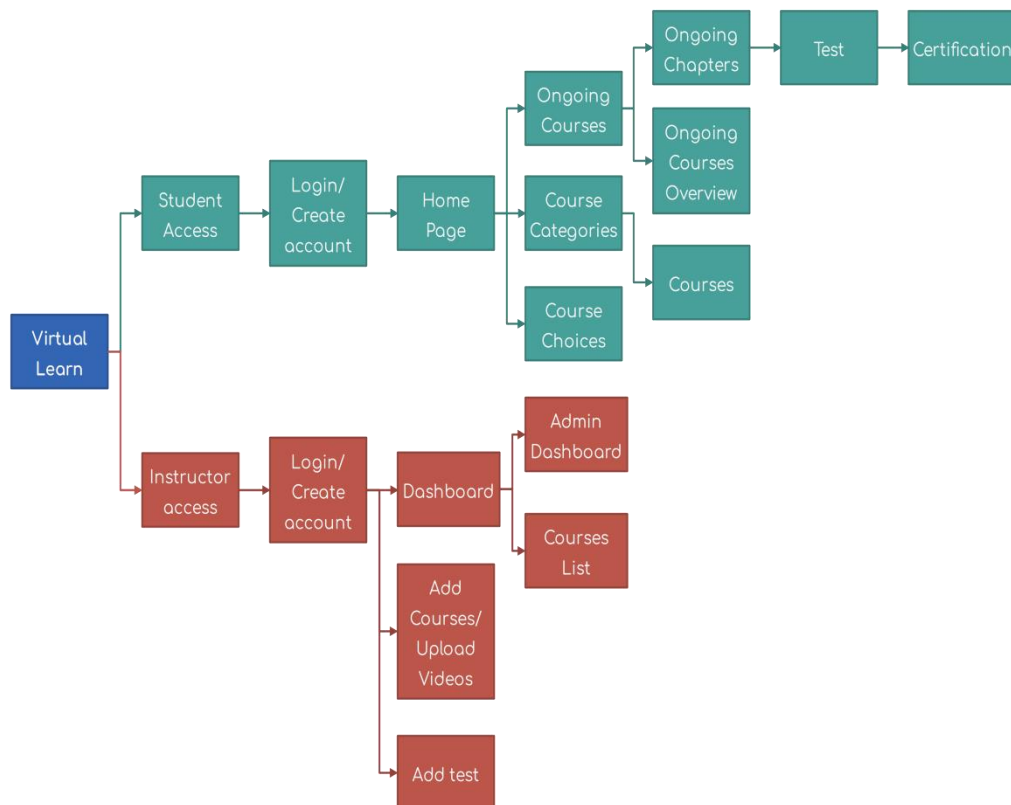 Ongoing
Chapters
Test
Certification
Ongoing
Courses
Ongoing
Courses
Overview
Student
Access
Login/
Create
account
Home
Page
Course
Categories
Courses
Course
Choices
Virtual
Learn
Admin
Dashboard
Instructor
access
Login/
Create
account
Dashboard
Courses
List
Add
Courses/
Upload
Videos
Add test